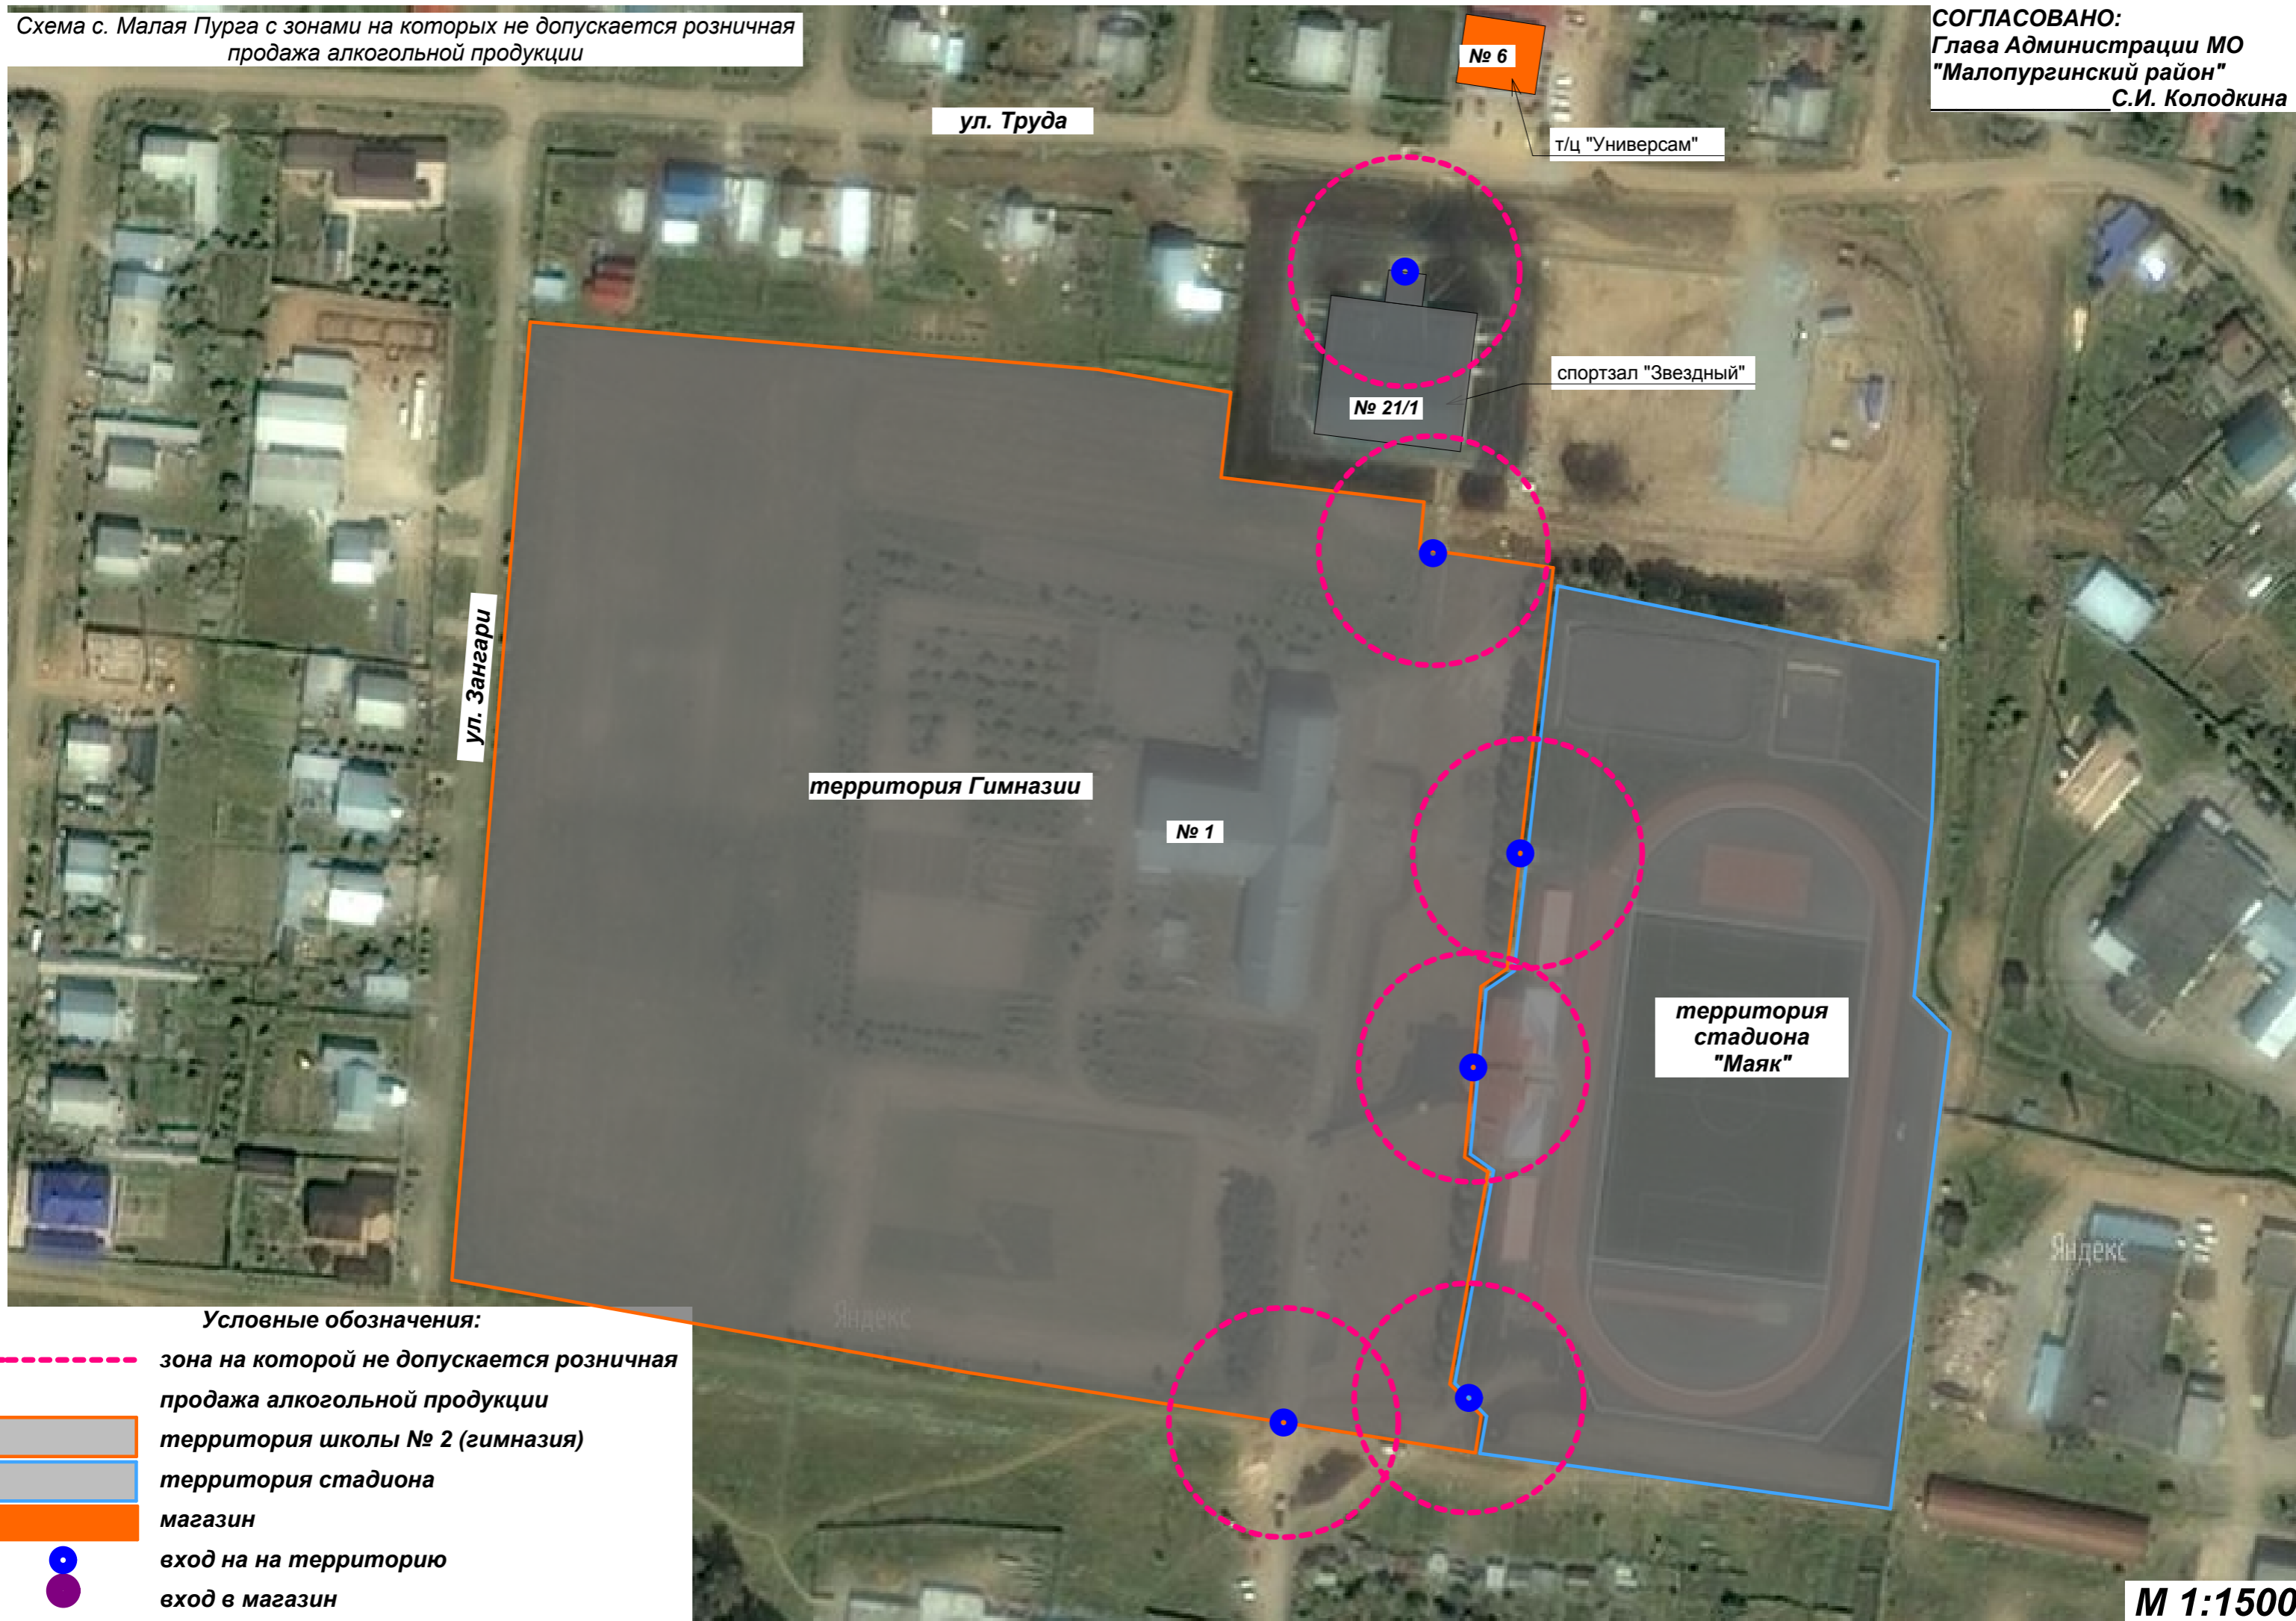 Схема с. Малая Пурга с зонами на которых не допускается розничная
продажа алкогольной продукции
СОГЛАСОВАНО:
Глава Администрации МО
"Малопургинский район"
С.И. Колодкина
№ 6
ул. Труда
т/ц "Универсам"
спортзал "Звездный"
№ 21/1
ул. Зангари
территория Гимназии
№ 1
территория
стадиона
"Маяк"
Яндекс
Яндекс
Условные обозначения:
зона на которой не допускается розничная
продажа алкогольной продукции
территория школы № 2 (гимназия)
территория стадиона
магазин
вход на на территорию
вход в магазин
М 1:1500